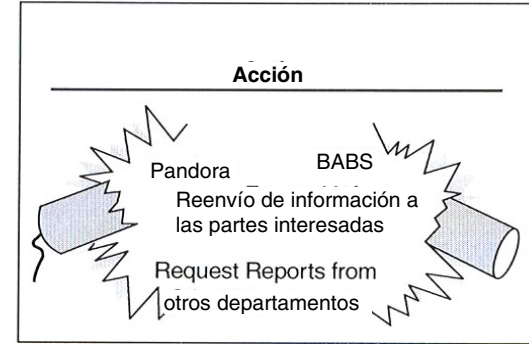 Acción
Pandora BABS
Reenvío de información a
las partes interesadas
Request Reports from
otros departamentos